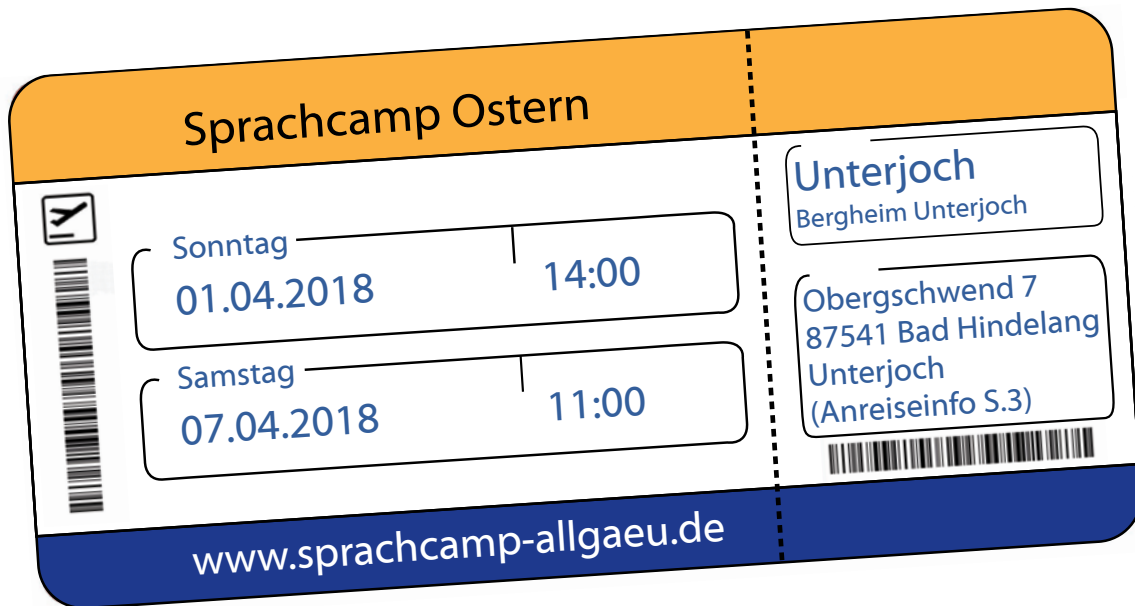 Sprachcamp Ostern
Sonntag
01.04.2018 14:00
Samstag
07.04.2018 11:00
Unterjoch
Bergheim Unterjoch
Obergschwend 7
87541 Bad Hindelang
Unterjoch
(Anreiseinfo S.3)
www.sprachcamp-allgaeu.de